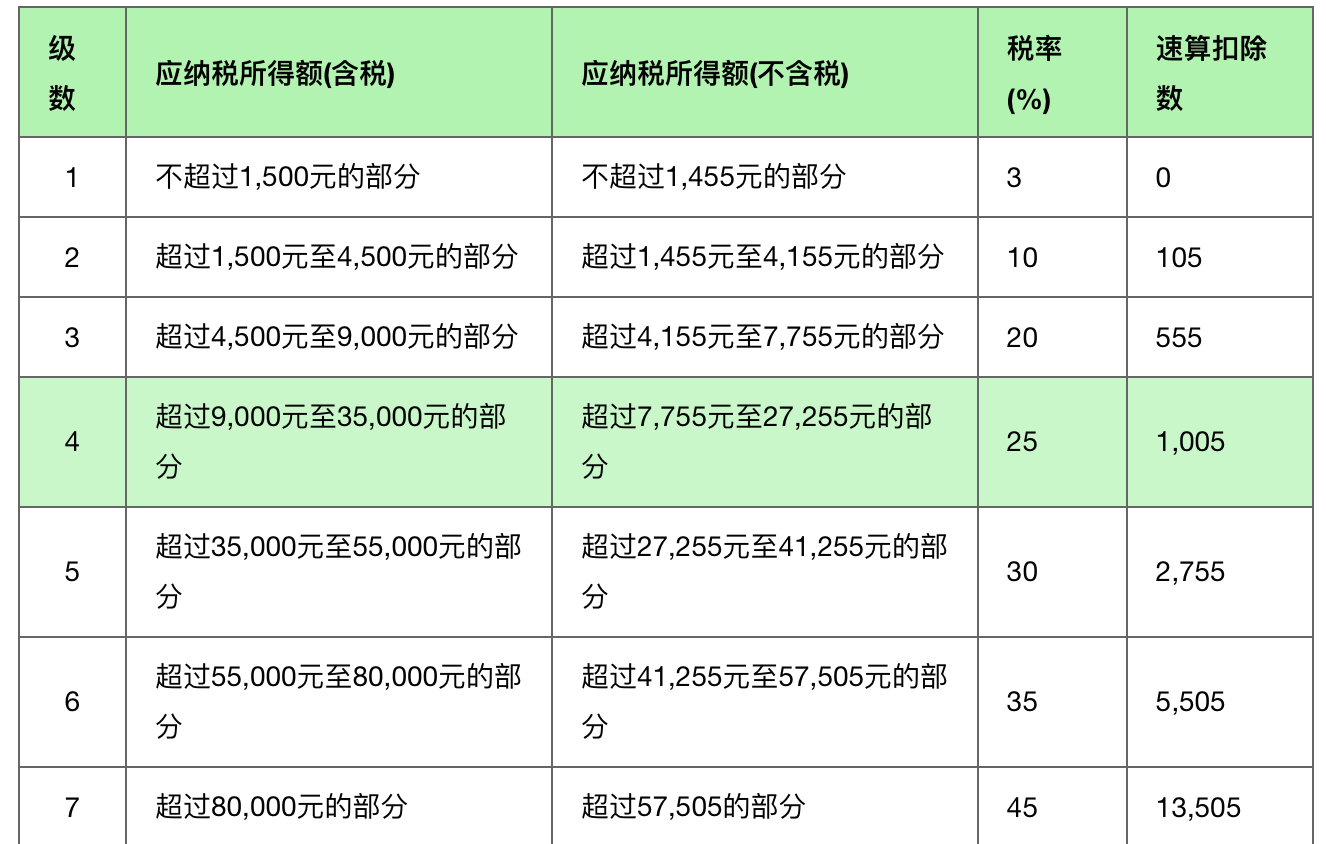 级
数
应纳税所得额(含税)
应纳税所得额(不含税)
税率
(%)
速算扣除
数
1
不超过1,500元的部分
不超过1,455元的部分
3
0
2
超过1,500元至4,500元的部分
超过1,455元至4,155元的部分
10
105
3
超过4,500元至9,000元的部分
超过4,155元至7,755元的部分
20
555
4
超过9,000元至35,000元的部
分
超过7,755元至27,255元的部
分
25
1,005
5
超过35,000元至55,000元的部
分
超过27,255元至41,255元的部
分
30
2,755
6
超过55,000元至80,000元的部
分
超过41,255元至57,505元的部
分
35
5,505
7
超过80,000元的部分
超过57,505的部分
45
13,505